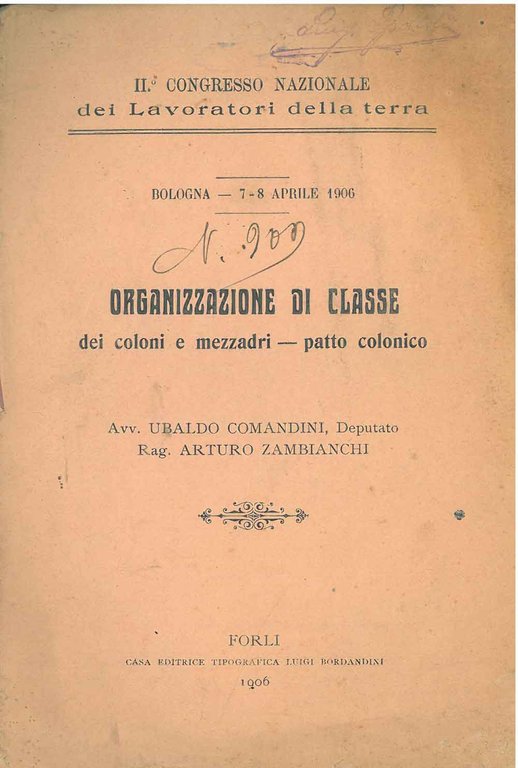 II.° CONGRESSO NAZIONALE
dei Lavoratori della terra
BOLOGNA — 7-8 APRILE 1906
N. 909
ORGANIZZAZIONE DI CLASSE
dei coloni e mezzadri — patto colonico
Avv. UBALDO COMANDINI, Deputato
Rag. ARTURO ZAMBIANCHI
FORLI
CASA EDITRICE TIPOGRAFICA LUIGI BORDANDINI
1906